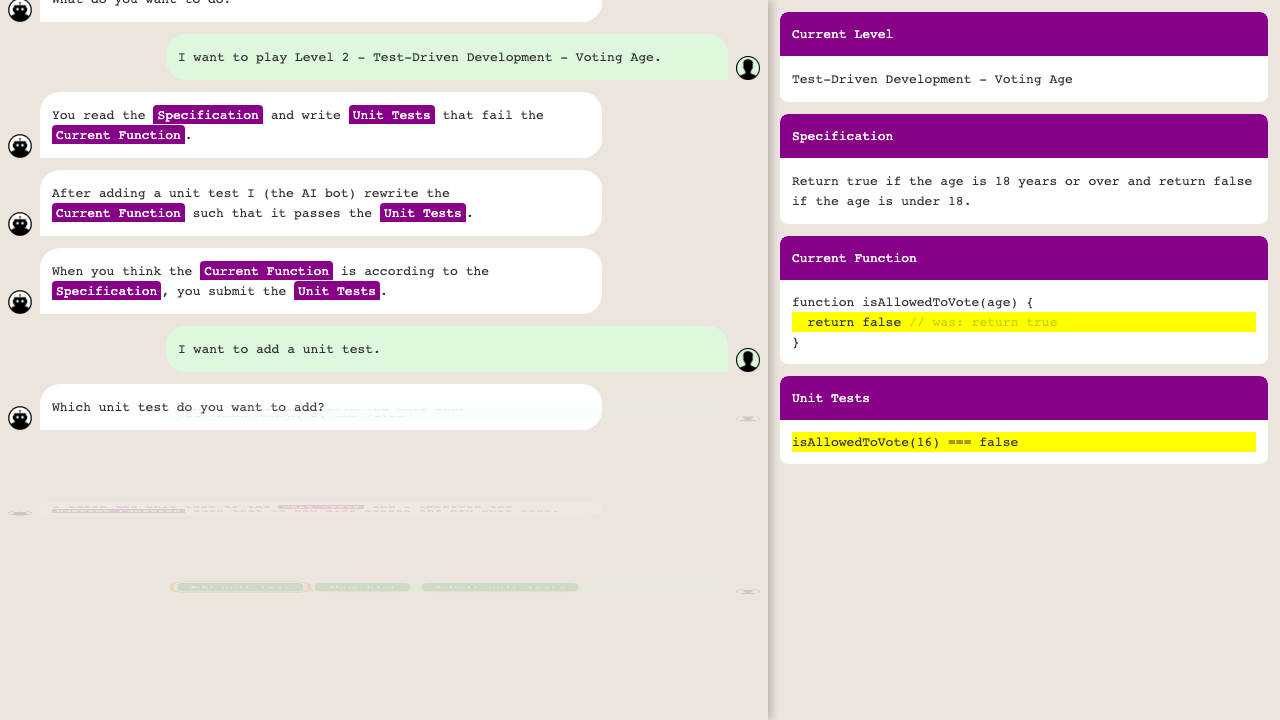 What do you want to do?
I want to play Level 2 - Test-Driven Development - Voting Age.
You read the Specification and write Unit Tests that fail the
Current Function.
After adding a unit test I (the AI bot) rewrite the
Current Function such that it passes the Unit Tests.
When you think the Current Function is according to the
Specification, you submit the Unit Tests.
I want to add a unit test.
Which unit test do you want to add?
Current Level
Test-Driven Development - Voting Age
Specification
Return true if the age is 18 years or over and return false
if the age is under 18.
Current Function
function isAllowedToVote(age) {
return false // was: return true
}
Unit Tests
isAllowedToVote(16) === false